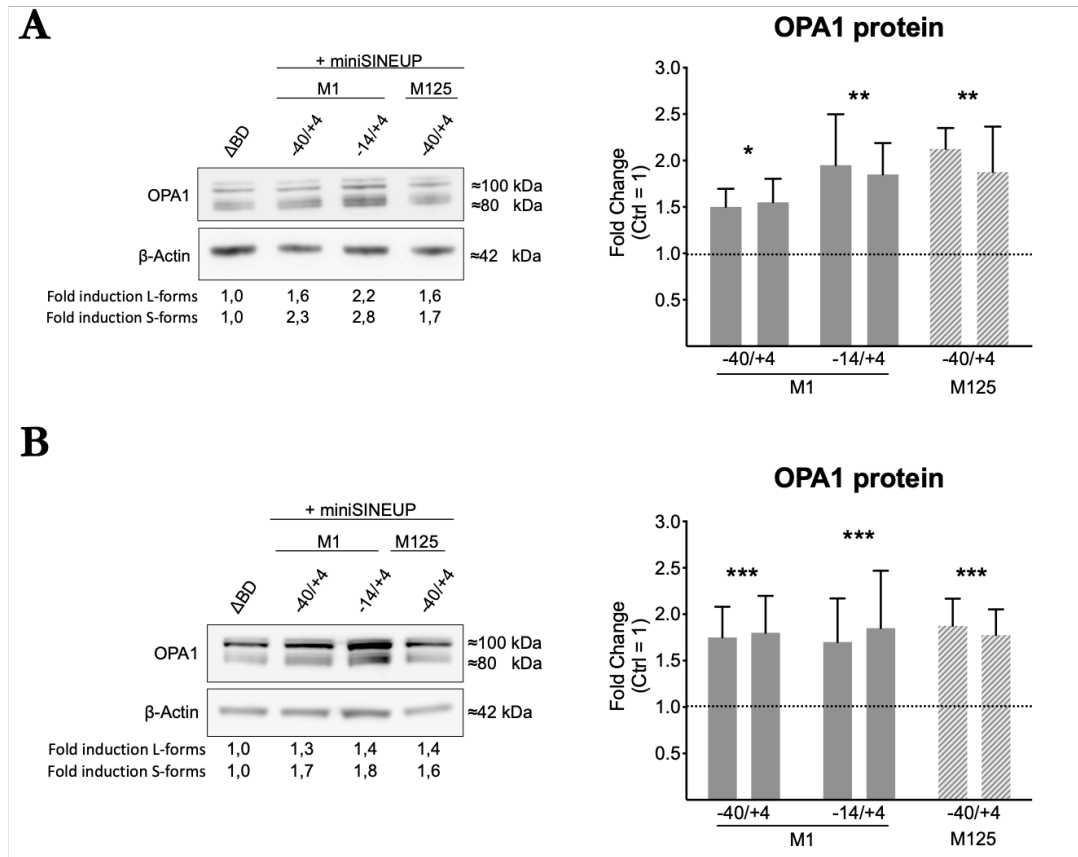 A
+ miniSINEUP
M1 M125
ΔBD -40/+4 -14/+4 -40/+4
OPA1 ≈100 kDa
≈80 kDa
β-Actin ≈42 kDa
Fold induction L-forms 1,0 1,6 2,2 1,6
Fold induction S-forms 1,0 2,3 2,8 1,7
OPA1 protein
Fold Change
(Ctrl = 1)
3.0
2.5
2.0
1.5
1.0
0.5
* ** **
-40/+4 -14/+4 -40/+4
M1 M125
B
+ miniSINEUP
M1 M125
ΔBD -40/+4 -14/+4 -40/+4
OPA1 ≈100 kDa
≈80 kDa
β-Actin ≈42 kDa
Fold induction L-forms 1,0 1,3 1,4 1,4
Fold induction S-forms 1,0 1,7 1,8 1,6
OPA1 protein
Fold Change
(Ctrl = 1)
3.0
2.5
2.0
1.5
1.0
0.5
*** *** ***
-40/+4 -14/+4 -40/+4
M1 M125